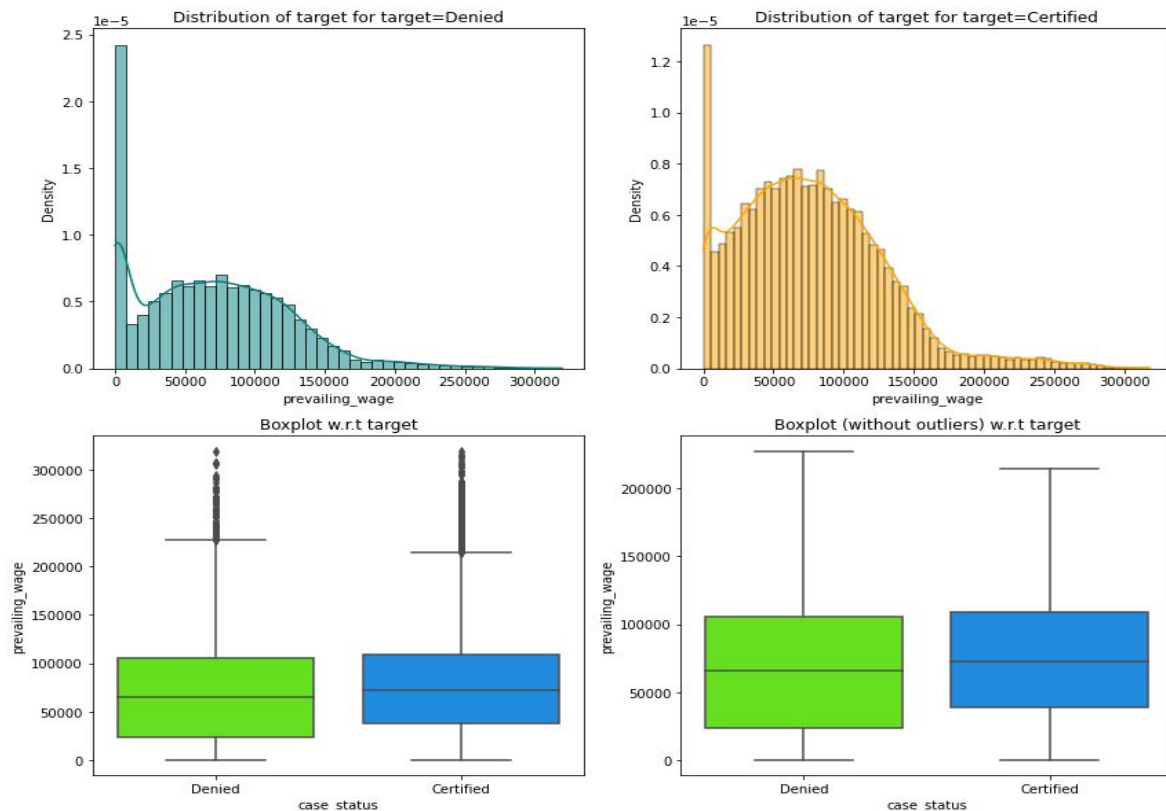 Distribution of target for target=Denied
1e−5
2.5
2.0
1.5
1.0
0.5
0.0
Density
0 50000 100000 150000 200000 250000 300000
prevailing_wage
Distribution of target for target=Certified
1e−5
1.2
1.0
0.8
0.6
0.4
0.2
0.0
Density
0 50000 100000 150000 200000 250000 300000
prevailing_wage
Boxplot w.r.t target
300000
250000
200000
150000
100000
50000
0
prevailing_wage
Denied Certified
case_status
Boxplot (without outliers) w.r.t target
200000
150000
100000
50000
0
prevailing_wage
Denied Certified
case_status